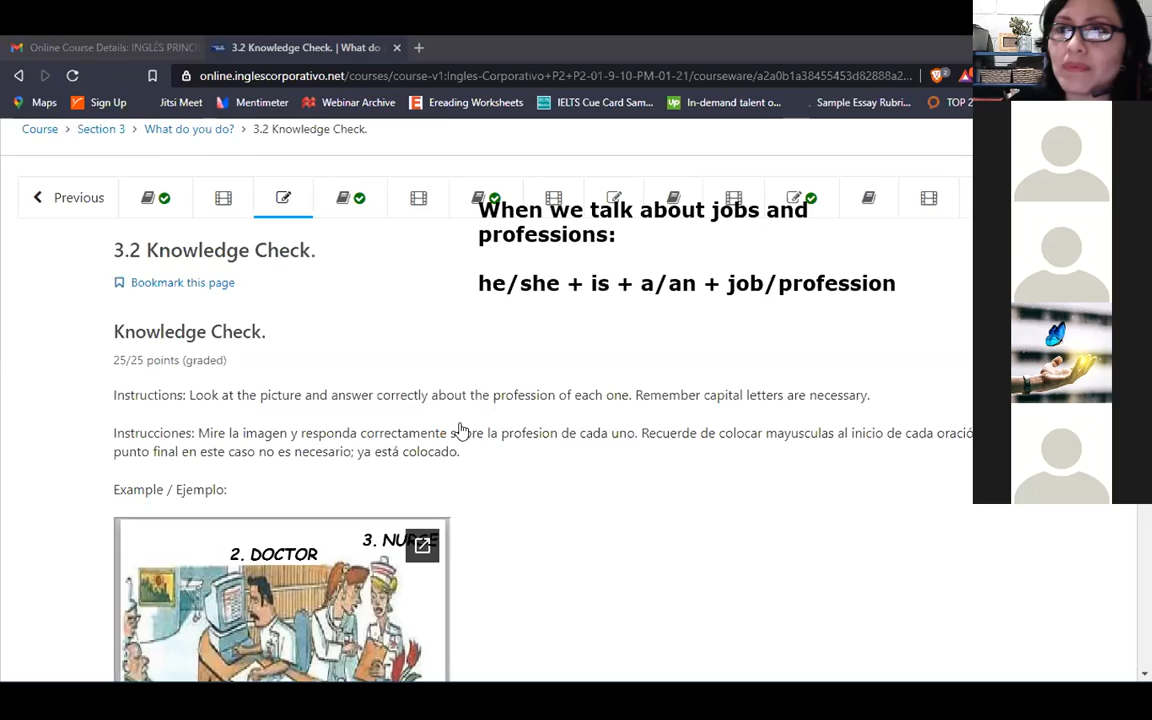 Online Course Details: INGLÉS PRINC
3.2 Knowledge Check. | What do
online.inglescorporativo.net/courses/course-v1:Ingles-Corporativo+P2+P2-01-9-10-PM-01-21/courseware/a2a0b1a38455453d82888a2...
2
Maps
Sign Up
Jitsi Meet
Mentimeter
Webinar Archive
Ereading Worksheets
IELTS Cue Card Sam...
In-demand talent o...
Sample Essay Rubri...
TOP 2
Course > Section 3 > What do you do? > 3.2 Knowledge Check.
Previous
When we talk about jobs and
professions:
he/she + is + a/an + job/profession
3.2 Knowledge Check.
Bookmark this page
Knowledge Check.
25/25 points (graded)
Instructions: Look at the picture and answer correctly about the profession of each one. Remember capital letters are necessary.
Instrucciones: Mire la imagen y responda correctamente sobre la profesion de cada uno. Recuerde de colocar mayusculas al inicio de cada oració
punto final en este caso no es necesario; ya está colocado.
Example / Ejemplo:
3. NURSE
2. DOCTOR